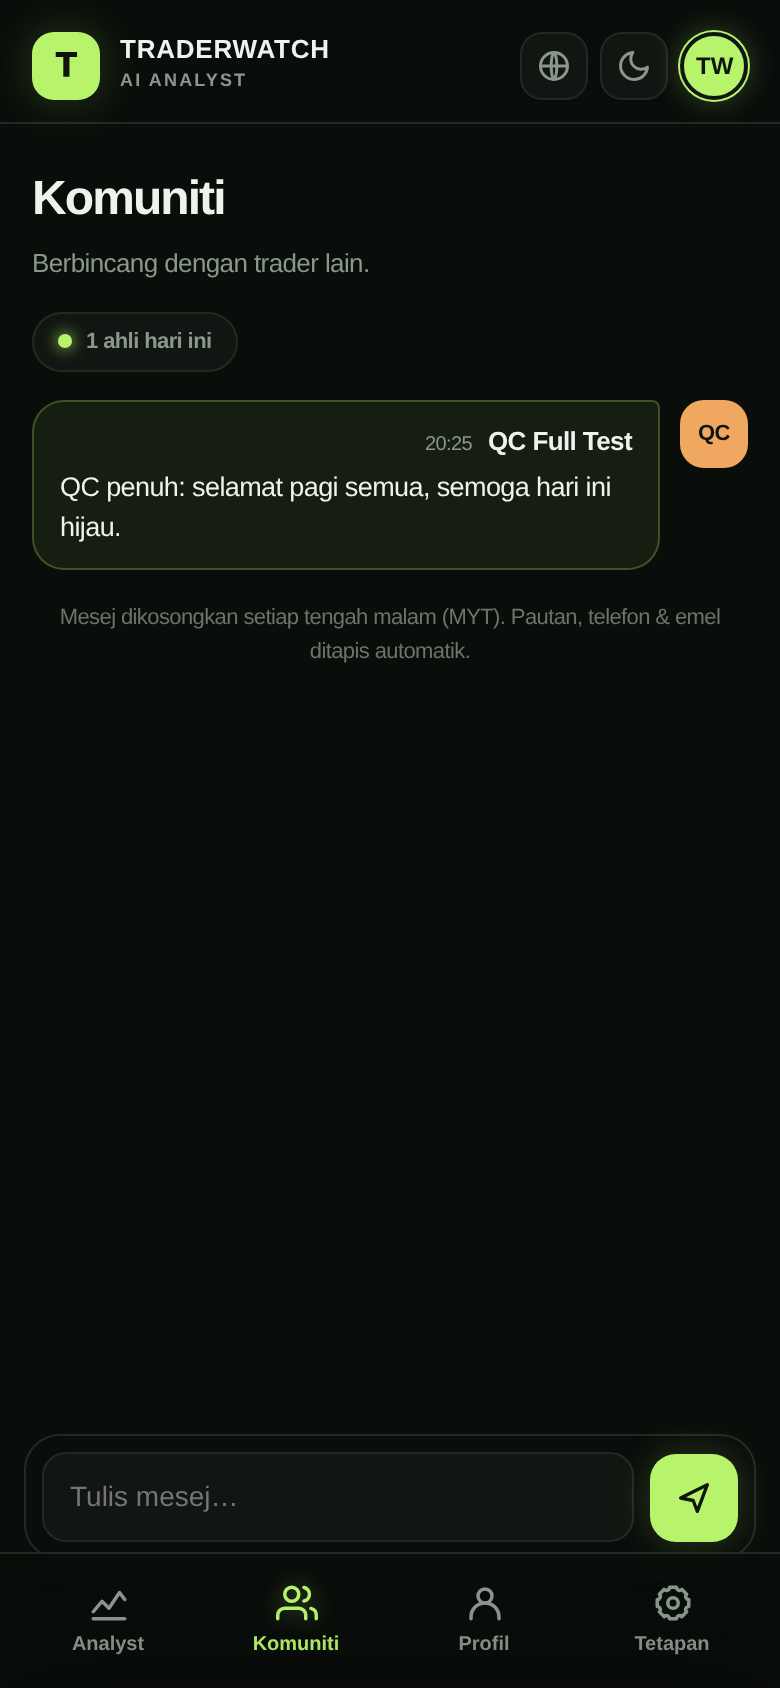 T
TRADERWATCH
AI ANALYST
TW
Komuniti
Berbincang dengan trader lain.
1 ahli hari ini
20:25 QC Full Test
QC
QC penuh: selamat pagi semua, semoga hari ini
hijau.
Mesej dikosongkan setiap tengah malam (MYT). Pautan, telefon & emel
ditapis automatik.
Tulis mesej…
Analyst
Komuniti
Profil
Tetapan